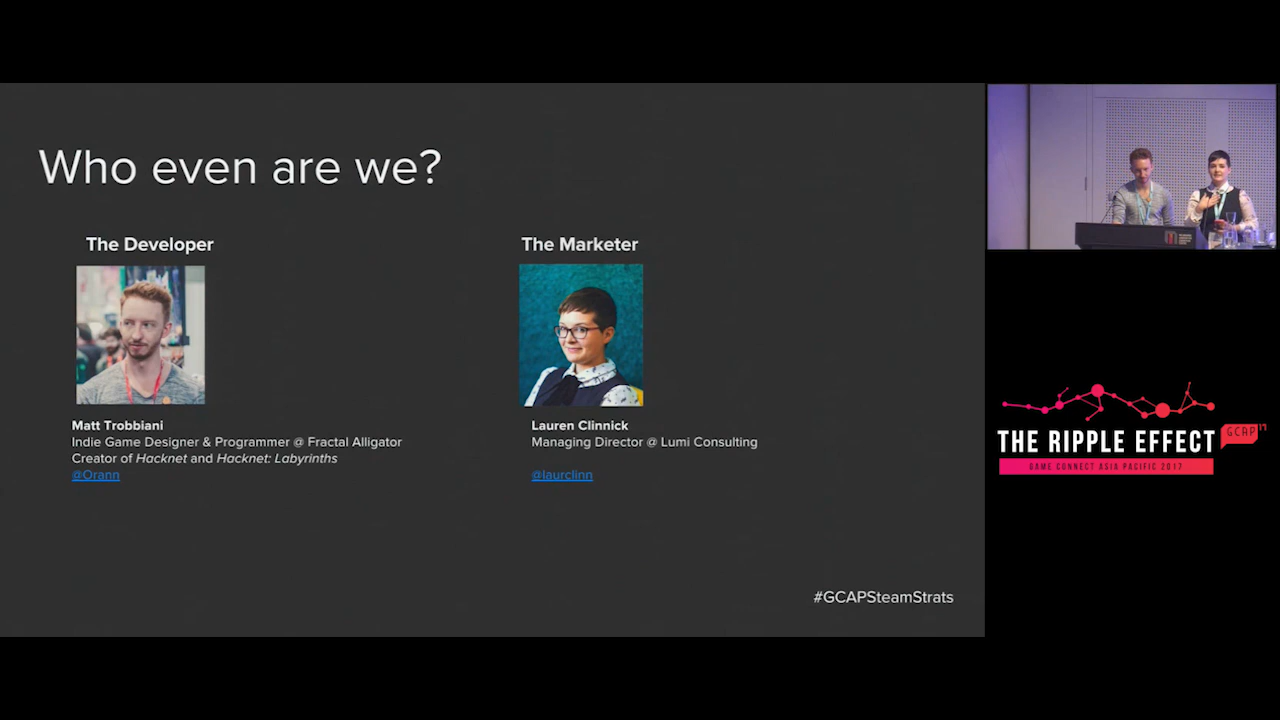 Who even are we?
The Developer
Matt Trobbiani
Indie Game Designer & Programmer @ Fractal Alligator
Creator of Hacknet and Hacknet: Labyrinths
@Orann
The Marketer
Lauren Clinnick
Managing Director @ Lumi Consulting
@laurclinn
#GCAPSteamStrats
THE RIPPLE EFFECT
GCAP 17
GAME CONNECT ASIA PACIFIC 2017